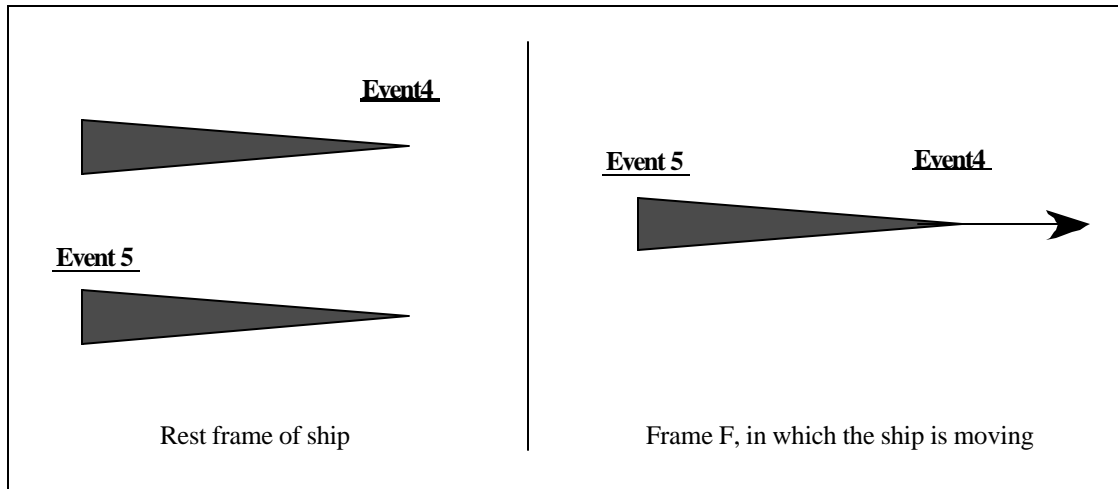 Event4
Event 5
Rest frame of ship
Event 5
Event4
Frame F, in which the ship is moving